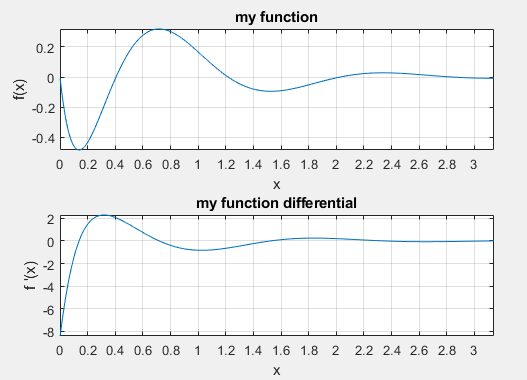 my function
0.2
0
-0.2
-0.4
f(x)
0 0.2 0.4 0.6 0.8 1 1.2 1.4 1.6 1.8 2 2.2 2.4 2.6 2.8 3
x
my function differential
2
0
-2
-4
-6
-8
f '(x)
0 0.2 0.4 0.6 0.8 1 1.2 1.4 1.6 1.8 2 2.2 2.4 2.6 2.8 3
x